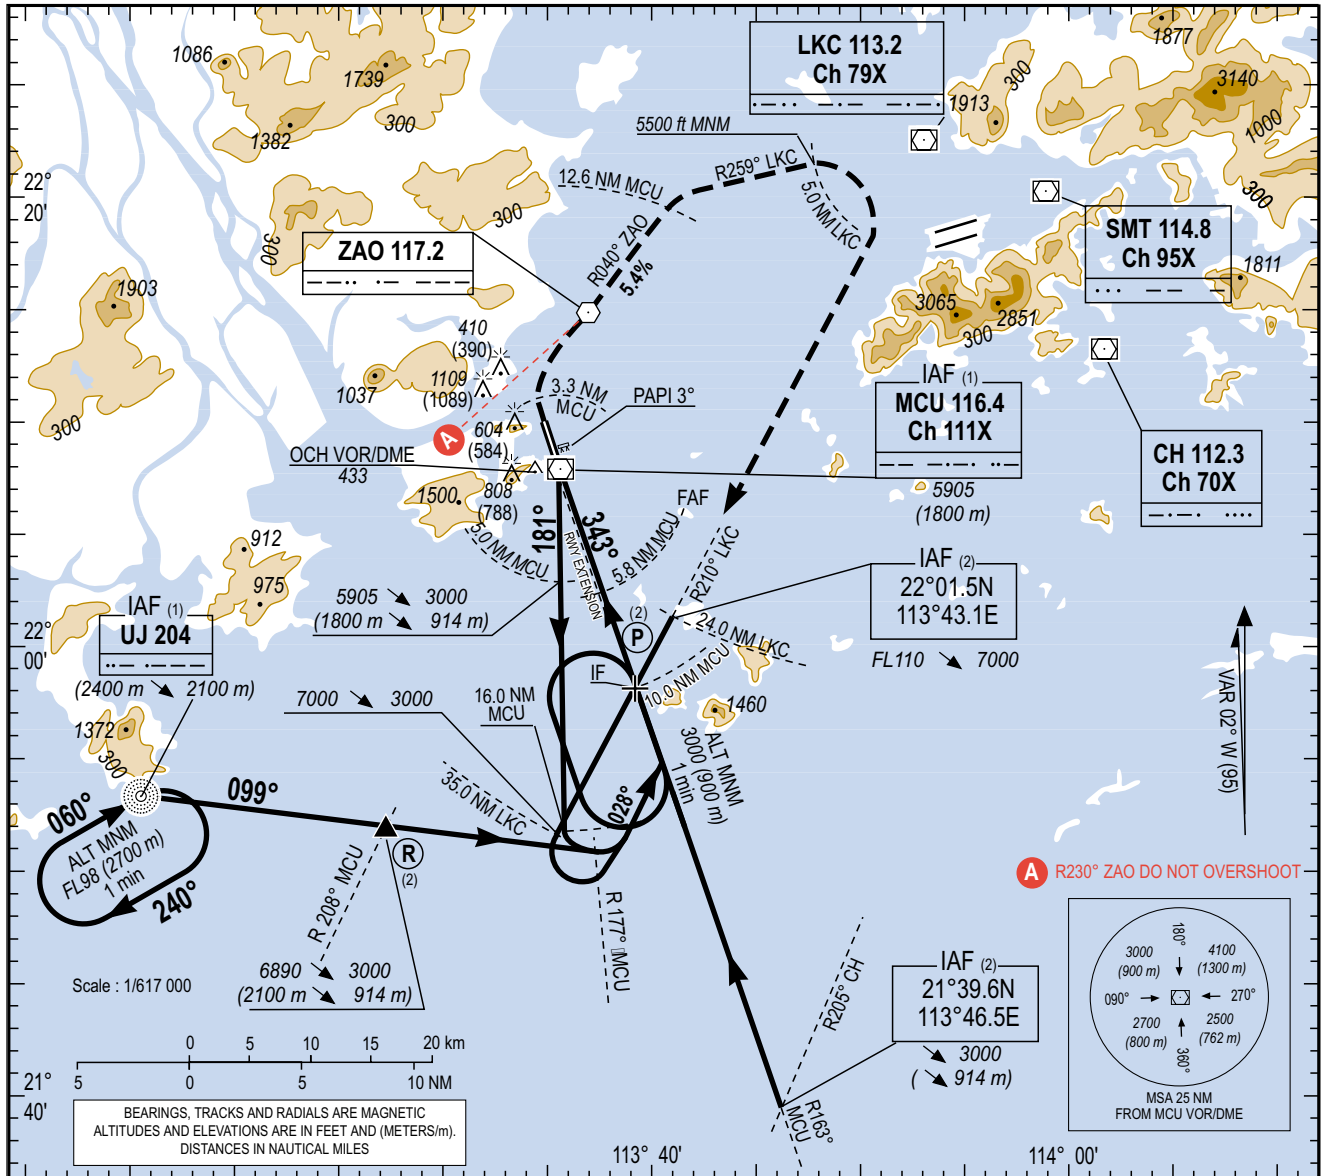 1086
1739
1382
300
LKC 113.2
Ch 79X
1913
300
1877
3140
1000
300
5500 ft MNM
R259° LKC
12.6 NM MCU
5.0 NM LKC
22°
20'
300
300
ZAO 117.2
R040° ZAO
5.4%
SMT 114.8
Ch 95X
1811
1903
300
3065
2851
300
410
(390)
1109
(1089)
1037
3.3 NM
MCU
PAPI 3°
604
(584)
A
IAF (1)
MCU 116.4
Ch 111X
5905
(1800 m)
CH 112.3
Ch 70X
OCH VOR/DME
433
1500
808
(788)
5.0 NM MCU
181°
343°
RWY EXTENSION
5.8 NM MCU
FAF
R210° LKC
912
975
IAF (2)
22°01.5N
113°43.1E
FL110 7000
5905 3000
(1800 m 914 m)
(2)
P
24.0 NM LKC
22°
00'
IAF (1)
UJ 204
(2400 m 2100 m)
7000 3000
16.0 NM
MCU
IF
10.0 NM MCU
1460
ALT MNM
3000 (900 m)
1 min
VAR 02° W (95)
1372
300
060°
ALT MNM
FL98 (2700 m)
1 min
240°
099°
35.0 NM LKC
028°
R
(2)
R 208° MCU
R 177° MCU
A R230° ZAO DO NOT OVERSHOOT
6890 3000
(2100 m 914 m)
Scale : 1/617 000
R205° CH
IAF (2)
21°39.6N
113°46.5E
3000
( 914 m)
180°
3000
(900 m)
4100
(1300 m)
090°
270°
2700
(800 m)
2500
(762 m)
360°
MSA 25 NM
FROM MCU VOR/DME
0 5 10 15 20 km
5 0 5 10 NM
21°
40'
BEARINGS, TRACKS AND RADIALS ARE MAGNETIC
ALTITUDES AND ELEVATIONS ARE IN FEET AND (METERS/m).
DISTANCES IN NAUTICAL MILES
R163°
MCU
113° 40'
114° 00'